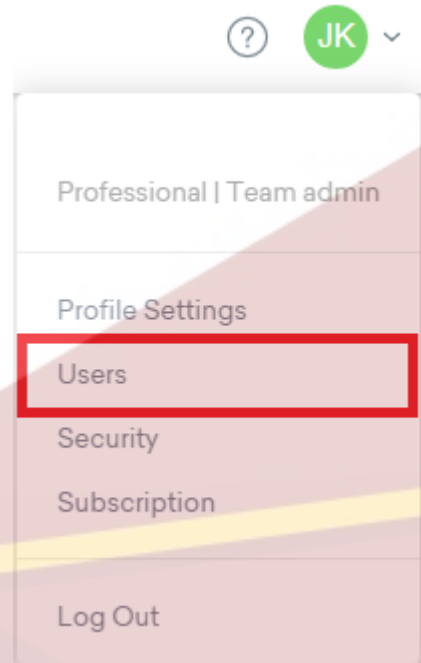 ?
JK
Professional | Team admin
Profile Settings
Users
Security
Subscription
Log Out